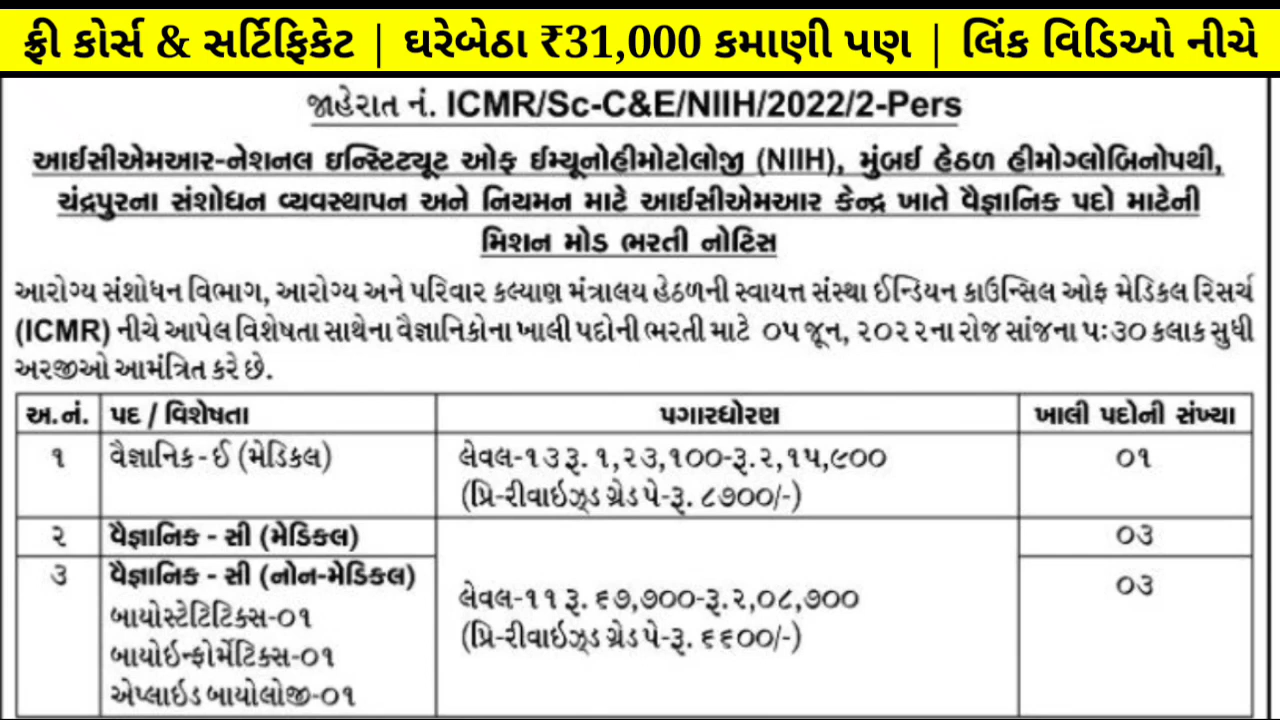 ફ્રી કોર્સ & સર્ટિફિકેટ | ઘરેબેઠા ₹31,000 કમાણી પણ | લિંક વિડિઓ નીચે
જાહેરાત નં. ICMR/Sc-C&E/NIIH/2022/2-Pers
આઈસીએમઆર-નેશનલ ઇન્સ્ટિટ્યૂટ ઓફ ઈમ્યૂનોહીમોટોલોજી (NIIH), મુંબઈ હેઠળ હીમોગ્લોબિનોપથી,
ચંદ્રપુરના સંશોધન વ્યવસ્થાપન અને નિયમન માટે આઈસીએમઆર કેન્દ્ર ખાતે વૈજ્ઞાનિક પદો માટેની
મિશન મોડ ભરતી નોટિસ
આરોગ્ય સંશોધન વિભાગ, આરોગ્ય અને પરિવાર કલ્યાણ મંત્રાલય હેઠળની સ્વાયત્ત સંસ્થા ઈન્ડિયન કાઉન્સિલ ઓફ મેડિકલ રિસર્ચ
(ICMR) નીચે આપેલ વિશેષતા સાથેના વૈજ્ઞાનિકોના ખાલી પદોની ભરતી માટે ૦૫ જૂન, ૨૦૨૨ના રોજ સાંજના ૫:૩૦ કલાક સુધી
અરજીઓ આમંત્રિત કરે છે.
અ.નં. પદ / વિશેષતા પગારધોરણ ખાલી પદોની સંખ્યા
૧ વૈજ્ઞાનિક - ઈ (મેડિકલ) લેવલ-૧૩ રૂ. ૧,૨૩,૧૦૦-રૂ.૨,૧૫,૯૦૦ ૦૧
(પ્રિ-રીવાઇઝ્ડ ગ્રેડ પે-રૂ. ૮૭૦૦/-)
૨ વૈજ્ઞાનિક - સી (મેડિકલ) ૦૩
૩ વૈજ્ઞાનિક - સી (નોન-મેડિકલ) ૦૩
લેવલ-૧૧ રૂ. ૬૭,૭૦૦-રૂ.૨,૦૮,૭૦૦
બાયોસ્ટેટિટિક્સ-૦૧
(પ્રિ-રીવાઇઝ્ડ ગ્રેડ પે-રૂ. ૬૬૦૦/-)
બાયોઇન્ફોર્મેટિક્સ-૦૧
એપ્લાઇડ બાયોલોજી-૦૧